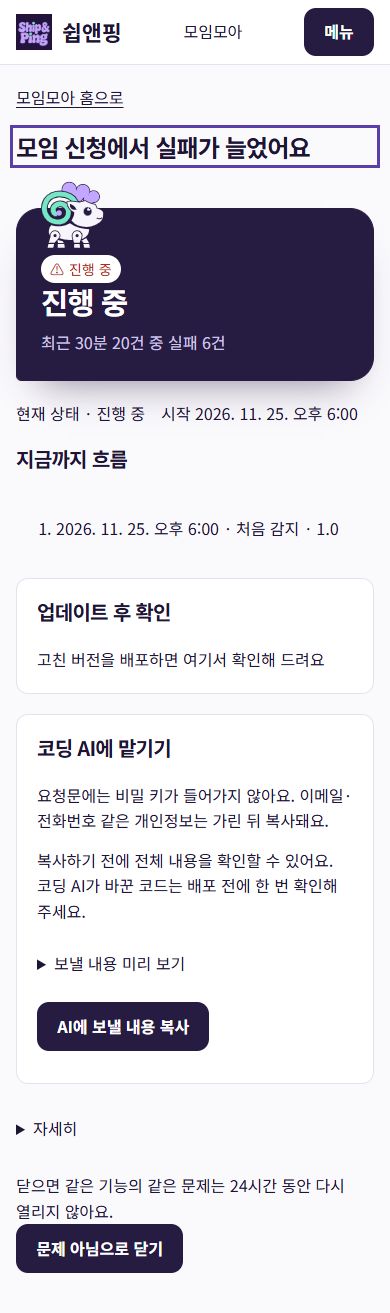 Ship&
Ping
쉽앤핑
모임모아
메뉴
모임모아 홈으로
모임 신청에서 실패가 늘었어요
진행 중
진행 중
최근 30분 20건 중 실패 6건
현재 상태 · 진행 중 시작 2026. 11. 25. 오후 6:00
지금까지 흐름
1. 2026. 11. 25. 오후 6:00 · 처음 감지 · 1.0
업데이트 후 확인
고친 버전을 배포하면 여기서 확인해 드려요
코딩 AI에 맡기기
요청문에는 비밀 키가 들어가지 않아요. 이메일·
전화번호 같은 개인정보는 가린 뒤 복사돼요.
복사하기 전에 전체 내용을 확인할 수 있어요.
코딩 AI가 바꾼 코드는 배포 전에 한 번 확인해
주세요.
▶ 보낼 내용 미리 보기
AI에 보낼 내용 복사
▶ 자세히
닫으면 같은 기능의 같은 문제는 24시간 동안 다시
열리지 않아요.
문제 아님으로 닫기